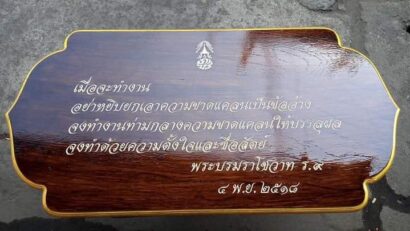 เมื่อจะทำงาน
อย่าหยิบยกเอาความขาดแคลนเป็นข้ออ้าง
จงทำงานท่ามกลางความขาดแคลนให้บรรลุผล
จงทำด้วยความตั้งใจและซื่อสัตย์
พระบรมราโชวาท ร.๙
๔ พ.ย. ๒๕๑๘